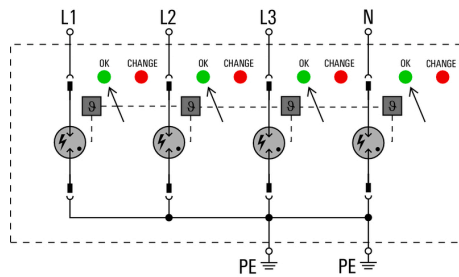 L1 L2 L3 N
OK CHANGE OK CHANGE OK CHANGE OK CHANGE
ϑ ϑ ϑ ϑ
PE PE